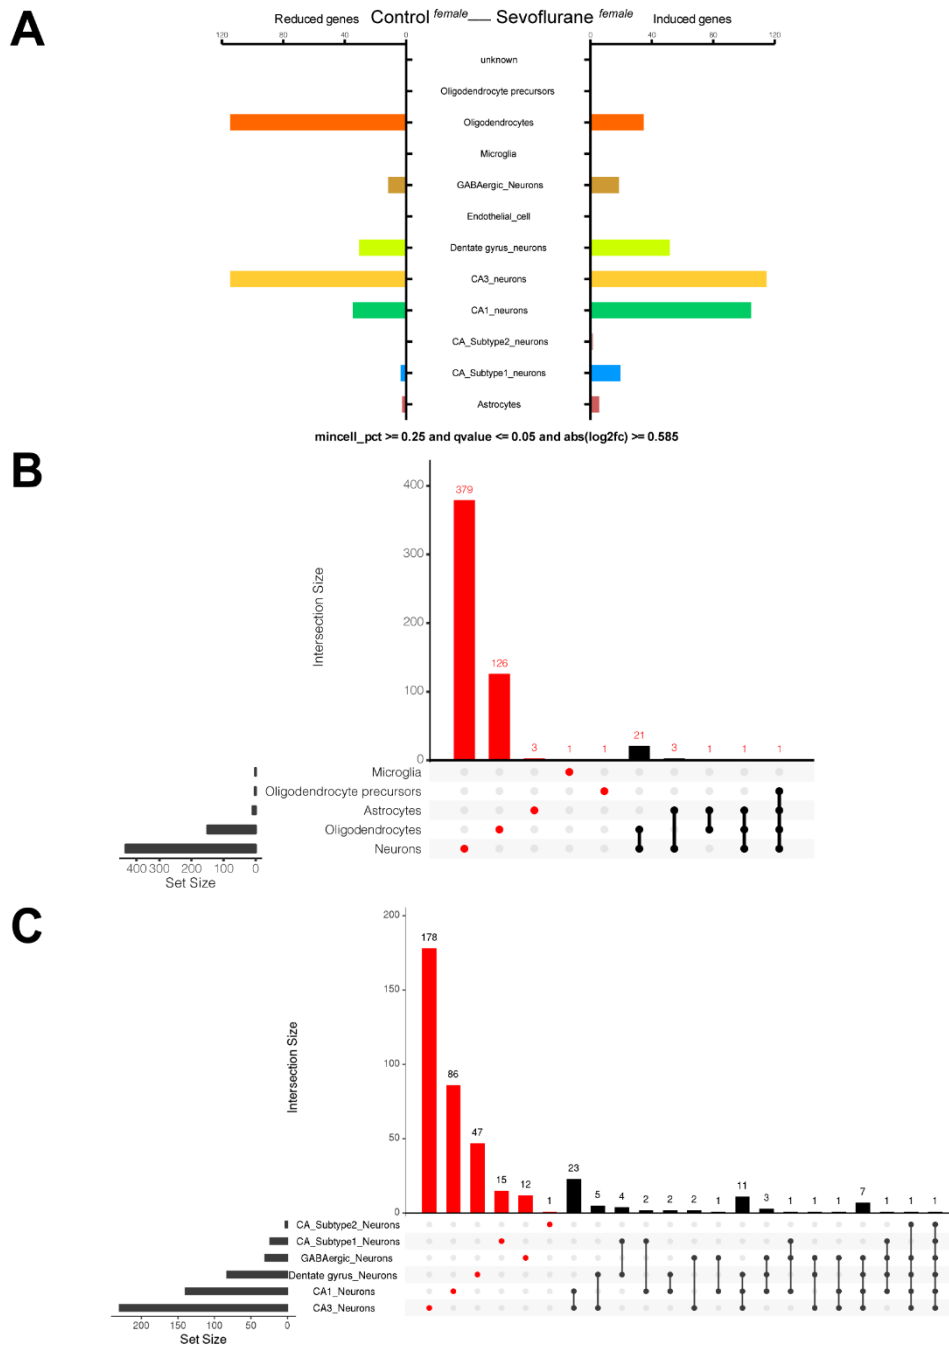 A
Reduced genes Control female Sevoflurane female Induced genes
120 80 40 0 0 40 80 120
unknown
Oligodendrocyte precursors
Oligodendrocytes
Microglia
GABAergic_Neurons
Endothelial_cell
Dentate gyrus_neurons
CA3_neurons
CA1_neurons
CA_Subtype2_neurons
CA_Subtype1_neurons
Astrocytes
mincell_pct >= 0.25 and qvalue <= 0.05 and abs(log2fc) >= 0.585
B
Intersection Size
400
300
200
100
0
379 126 3 1 1 21 3 1 1 1
Microglia
Oligodendrocyte precursors
Astrocytes
Oligodendrocytes
Neurons
400 300 200 100 0
Set Size
C
Intersection Size
200
150
100
50
0
178 86 47 15 12 1 23 5 4 2 2 2 1 11 3 1 1 1 7 1 1 1
CA_Subtype2_Neurons
CA_Subtype1_Neurons
GABAergic_Neurons
Dentate gyrus_Neurons
CA1_Neurons
CA3_Neurons
200 150 100 50 0
Set Size